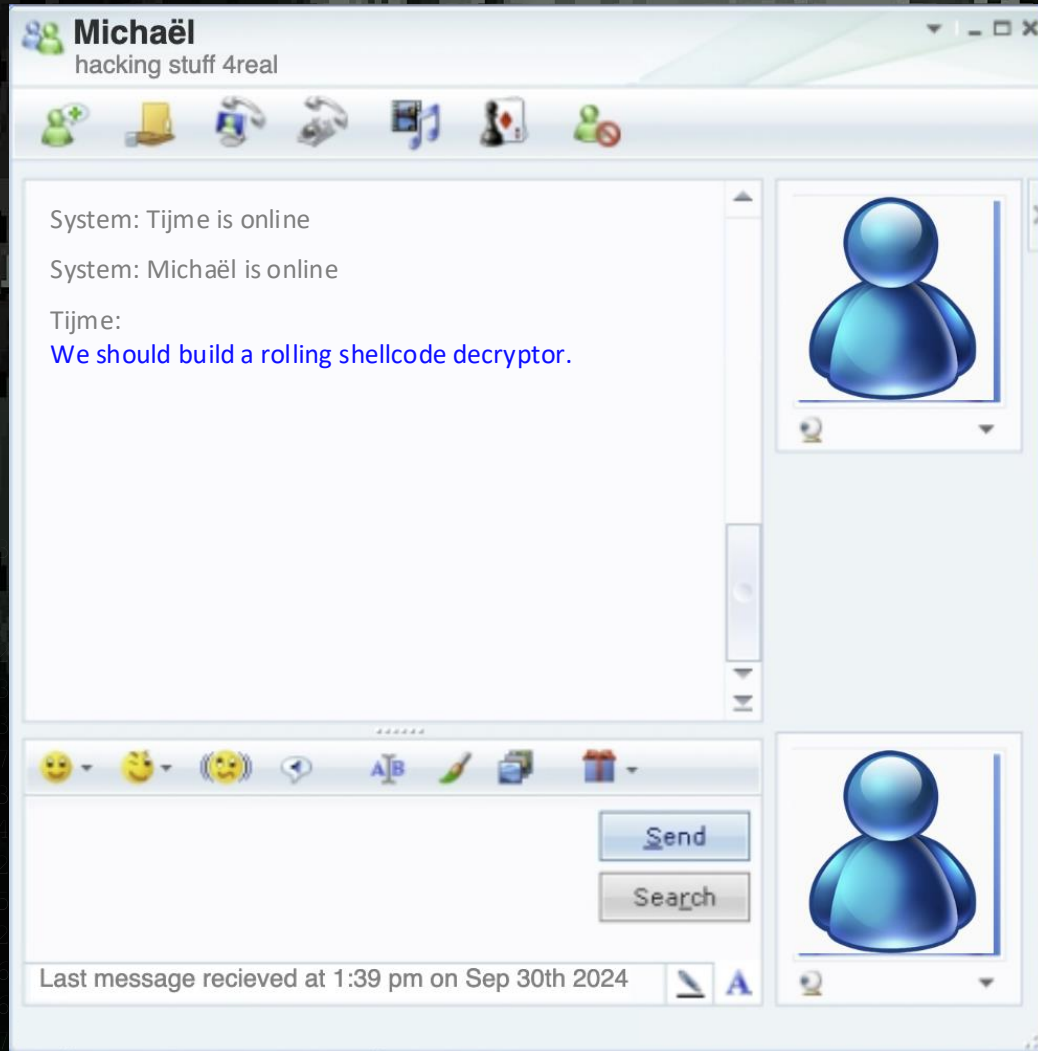 Michaël
hacking stuff 4real
System: Tijme is online
System: Michaël is online
Tijme:
We should build a rolling shellcode decryptor.
AB
Send
Search
Last message recieved at 1:39 pm on Sep 30th 2024
A